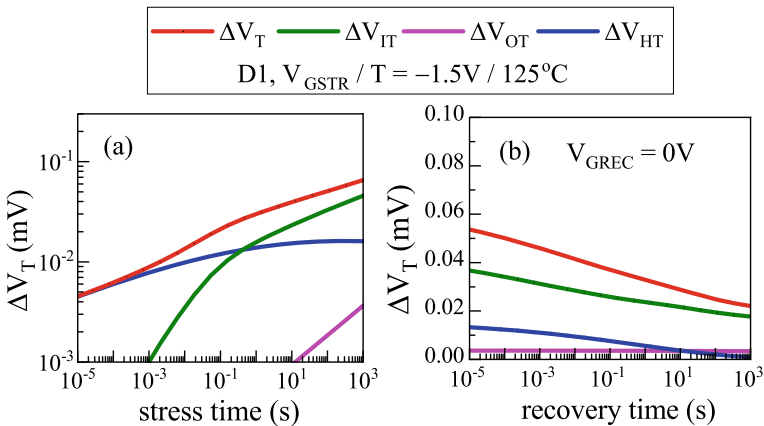 ΔV_T ΔV_IT ΔV_OT ΔV_HT
D1, V_GSTR / T = –1.5V / 125°C
(a)
ΔV_T (mV)
10^-1
10^-2
10^-3
10^-5 10^-3 10^-1 10^1 10^3
stress time (s)
(b) V_GREC = 0V
ΔV_T (mV)
0.10
0.08
0.06
0.04
0.02
0.00
10^-5 10^-3 10^-1 10^1 10^3
recovery time (s)